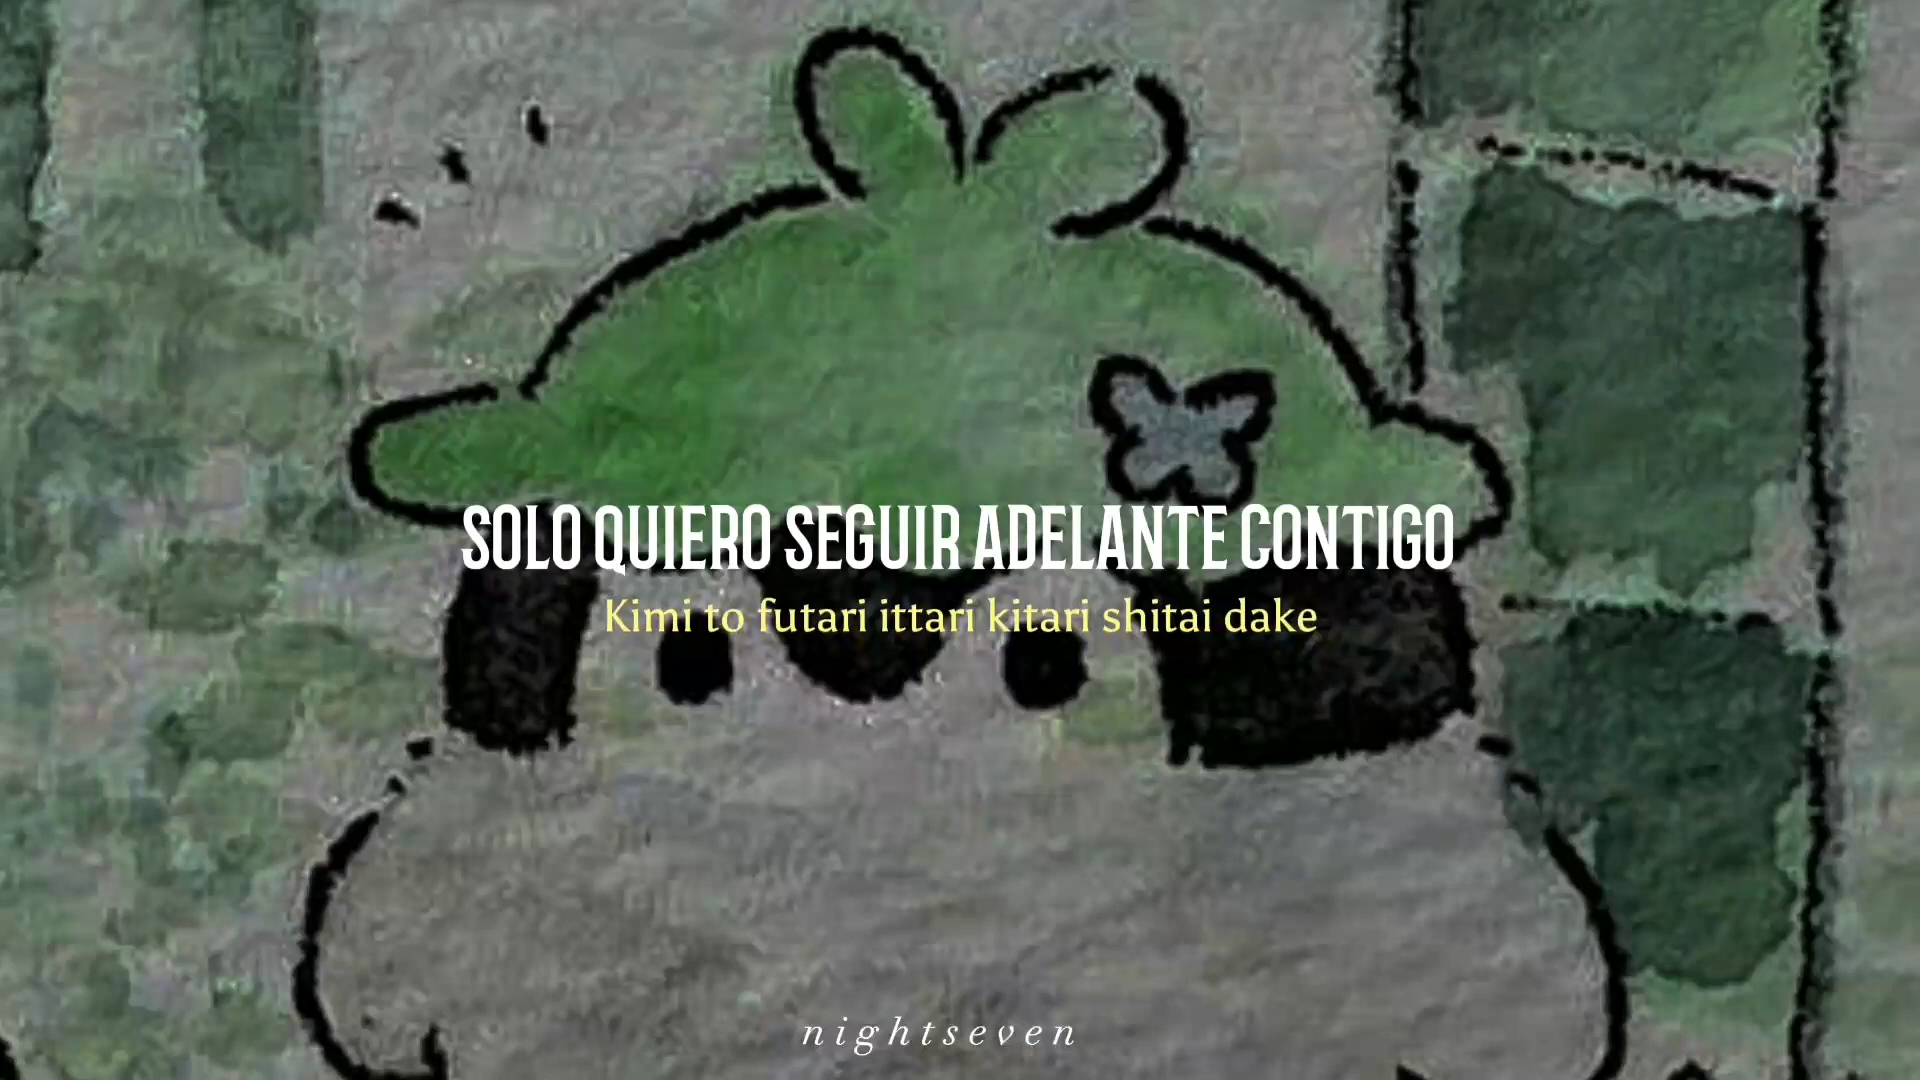 SOLO QUIERO SEGUIR ADELANTE CONTIGO
Kimi to futari ittari kitari shitai dake
nightseven